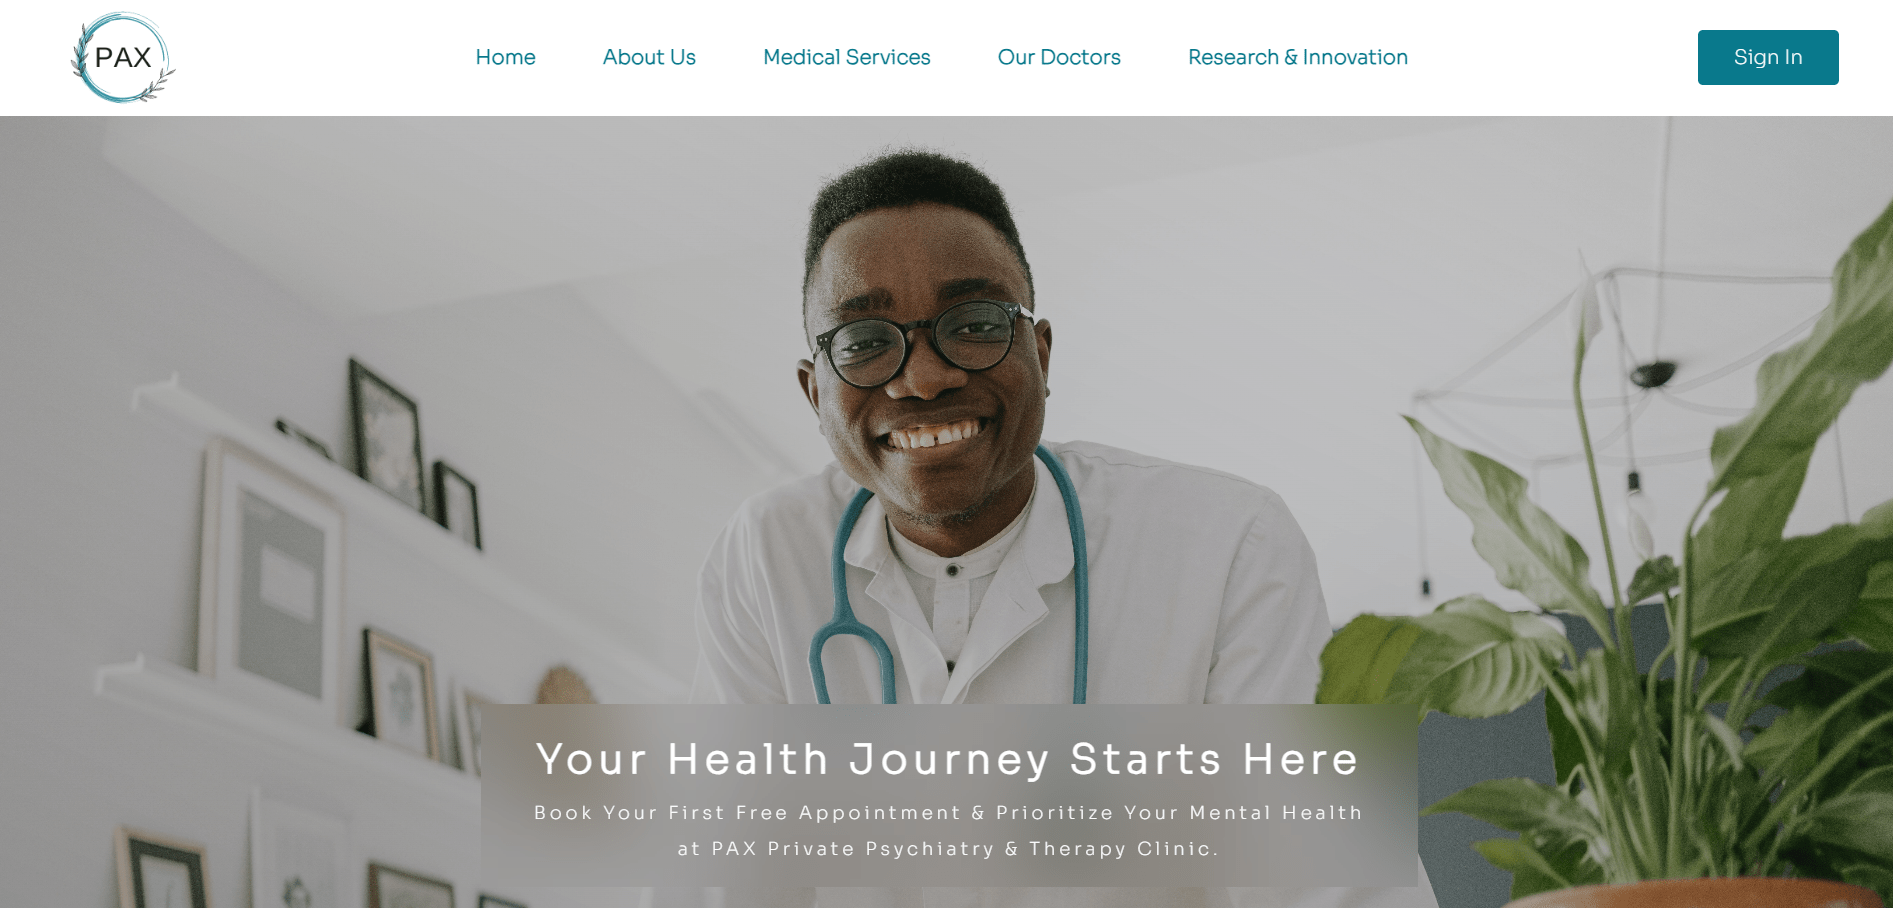 PAX
Home
About Us
Medical Services
Our Doctors
Research & Innovation
Sign In
Your Health Journey Starts Here
Book Your First Free Appointment & Prioritize Your Mental Health
at PAX Private Psychiatry & Therapy Clinic.